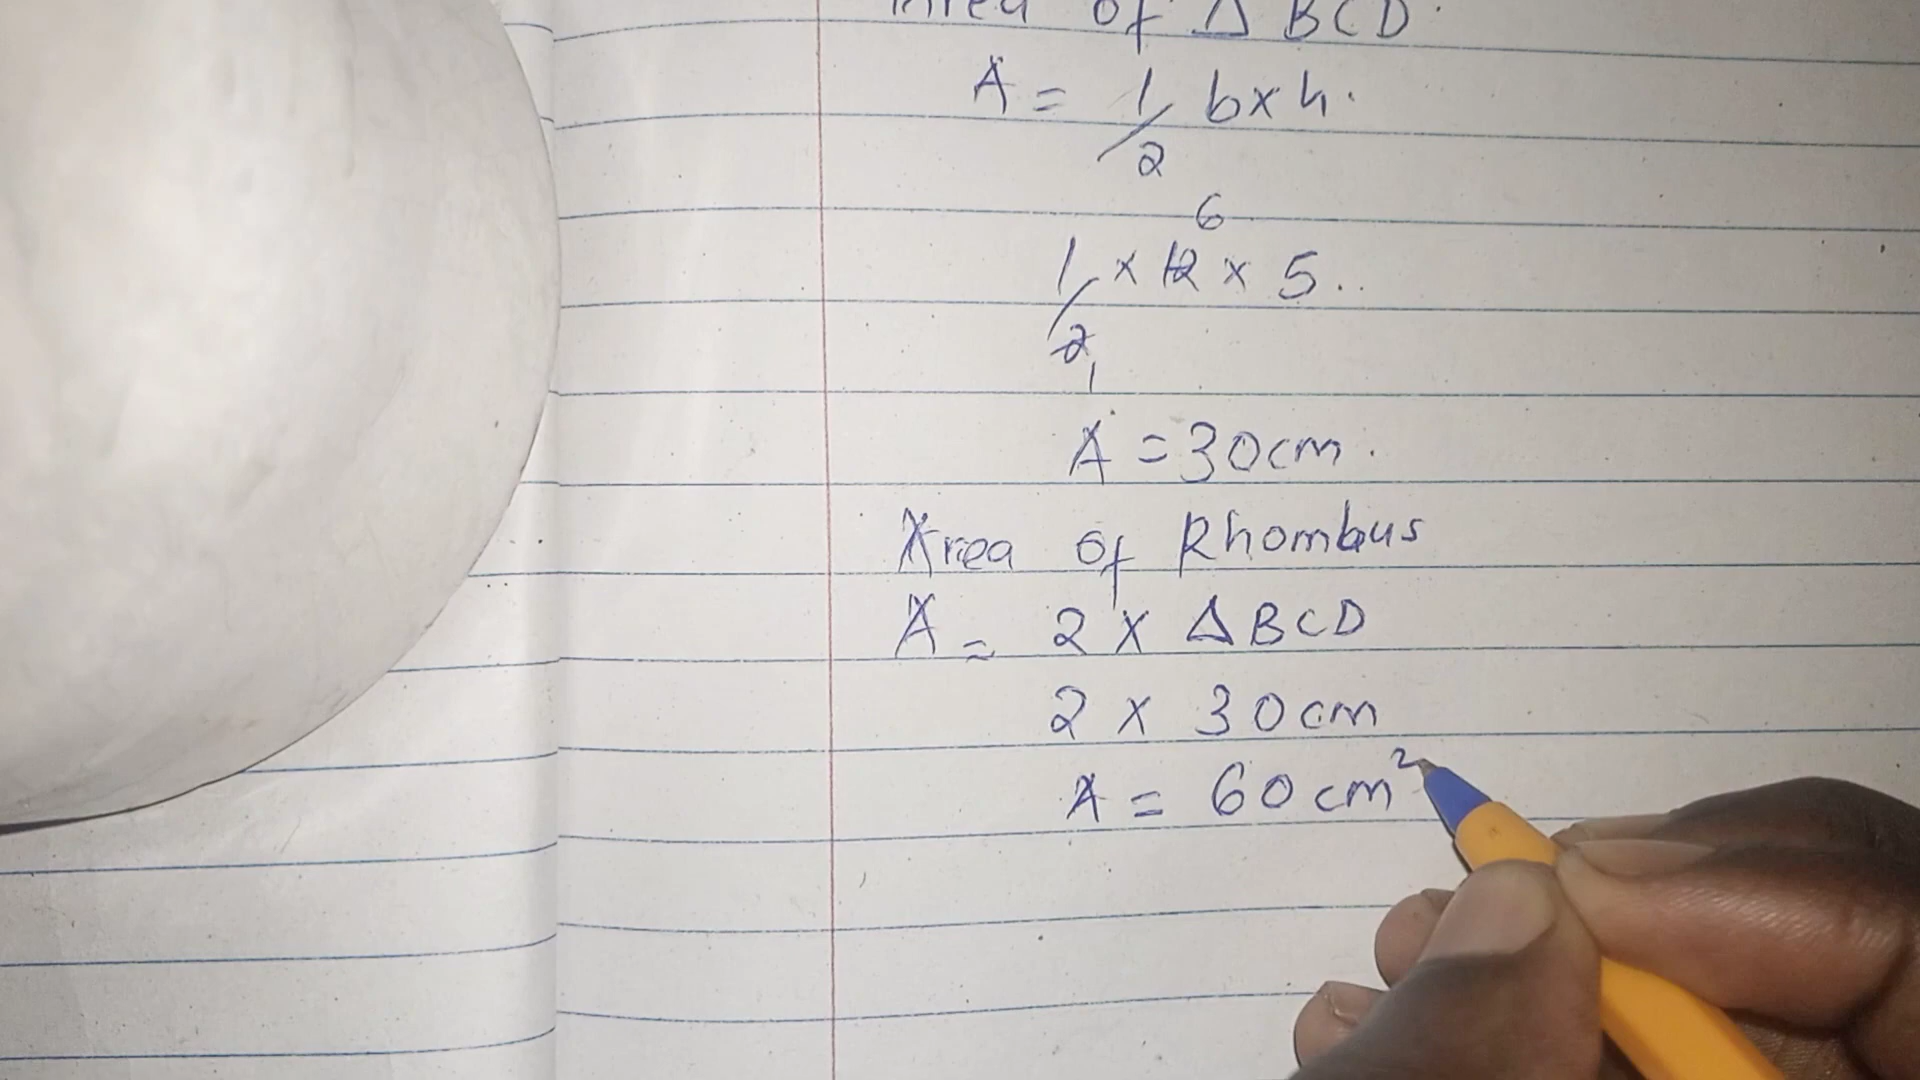 Area of Δ BCD
A = 1/2 b x h.
6
1/2 x 12 x 5..
1
A = 30cm.
Area of Rhombus
A = 2 x Δ BCD
2 x 30cm
A = 60cm²